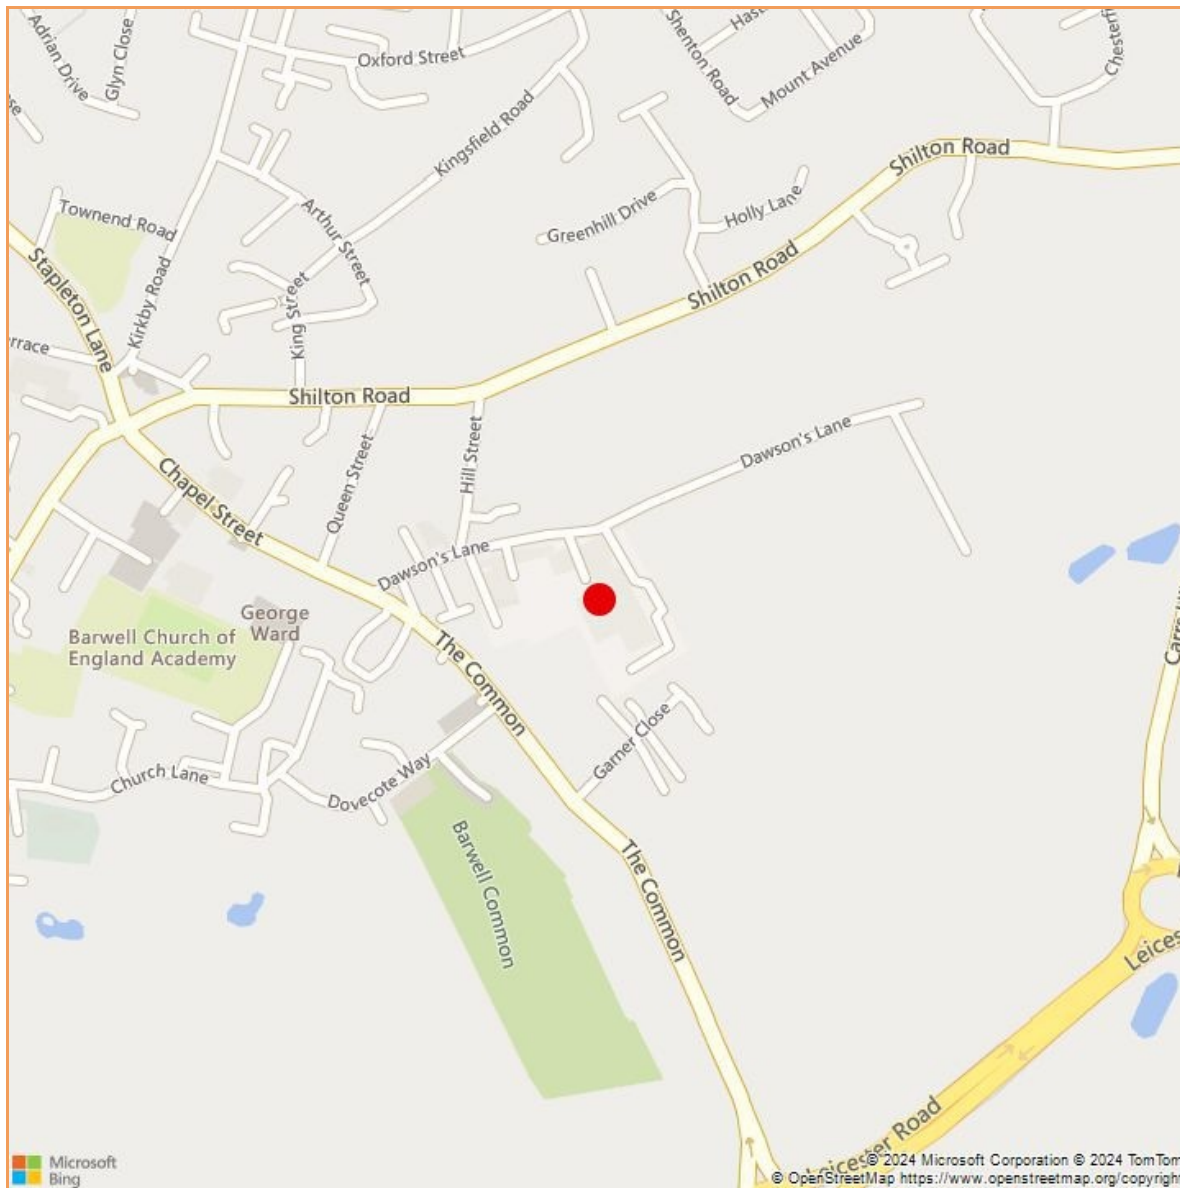 Adrian Drive
Glyn Close
Oxford Street
Shenton Road
Mount Avenue
Kingsfield Road
Shilton Road
Townend Road
Arthur Street
Greenhill Drive
Holly Lane
Stapleton Lane
Kirkby Road
King Street
Shilton Road
Shilton Road
Hill Street
Dawson's Lane
Queen Street
Chapel Street
Dawson's Lane
George
Ward
Barwell Church of
England Academy
The Common
Garner Close
Church Lane
Dovecote Way
Barwell Common
The Common
Leicester Road
Microsoft
Bing
© 2024 Microsoft Corporation © 2024 TomTom
© OpenStreetMap https://www.openstreetmap.org/copyright